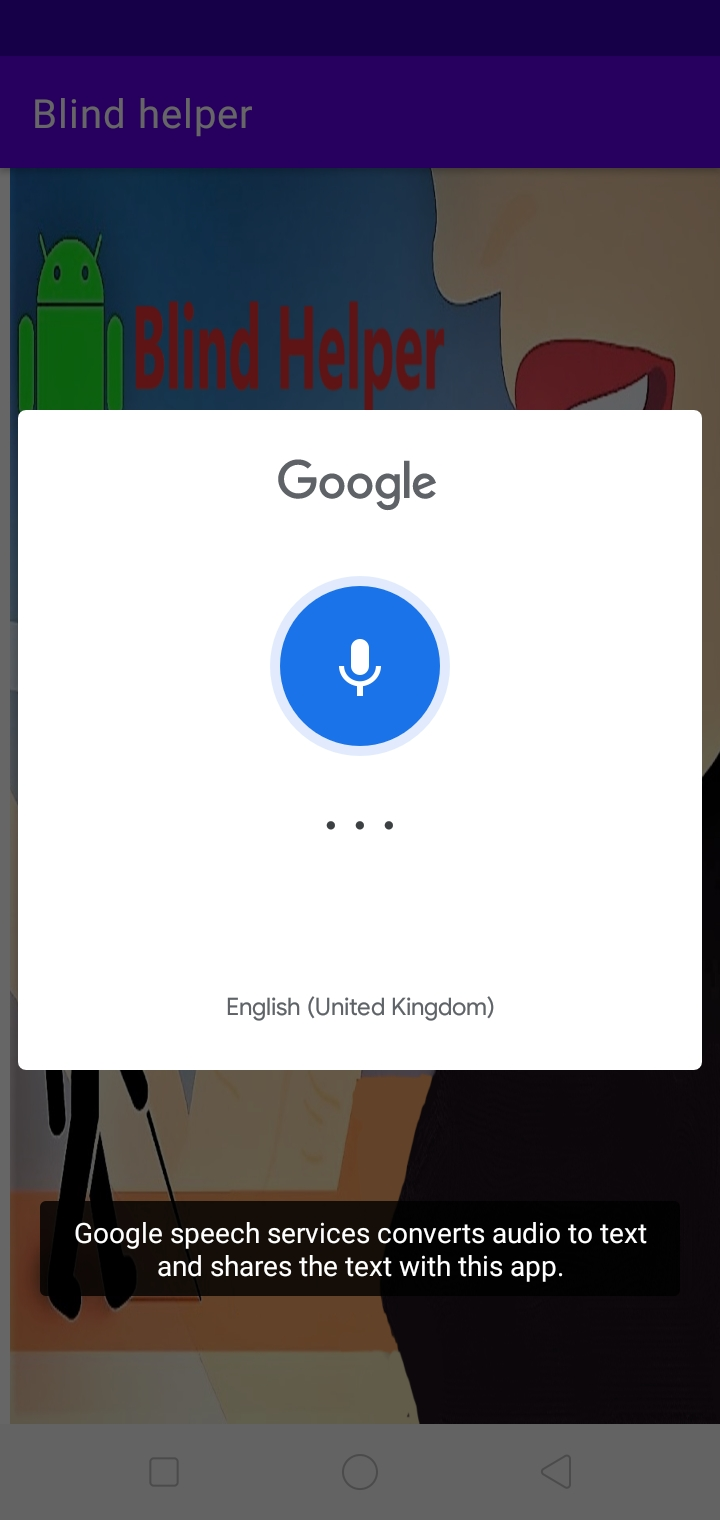 Blind helper
Blind Helper
Google
English (United Kingdom)
Google speech services converts audio to text
and shares the text with this app.